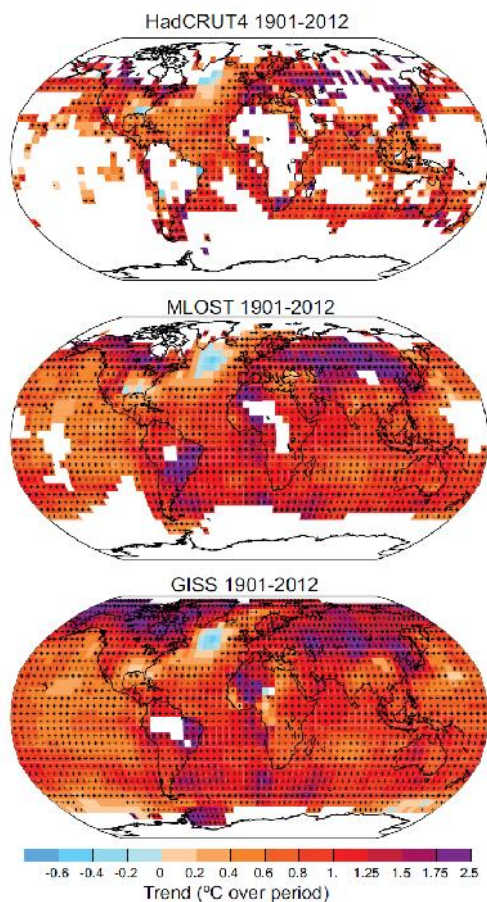 HadCRUT4 1901-2012
MLOST 1901-2012
GISS 1901-2012
-0.6 -0.4 -0.2 0 0.2 0.4 0.6 0.8 1. 1.25 1.5 1.75 2.5
Trend (ºC over period)